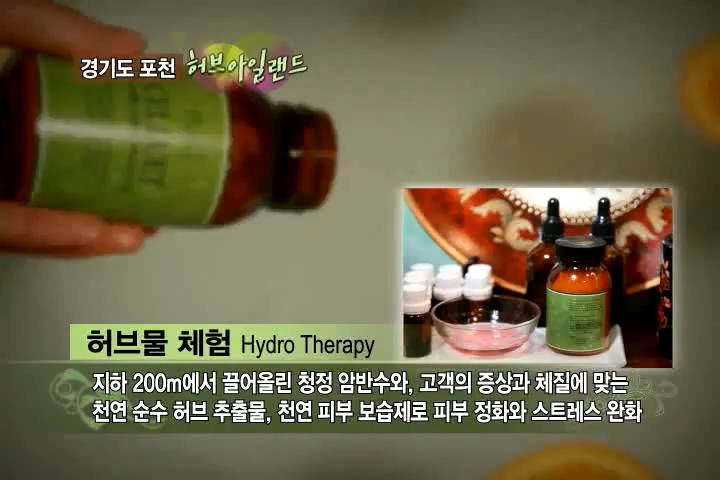 경기도 포천 허브아일랜드
허브물 체험 Hydro Therapy
지하 200m에서 끌어올린 청정 암반수와, 고객의 증상과 체질에 맞는
천연 순수 허브 추출물, 천연 피부 보습제로 피부 정화와 스트레스 완화